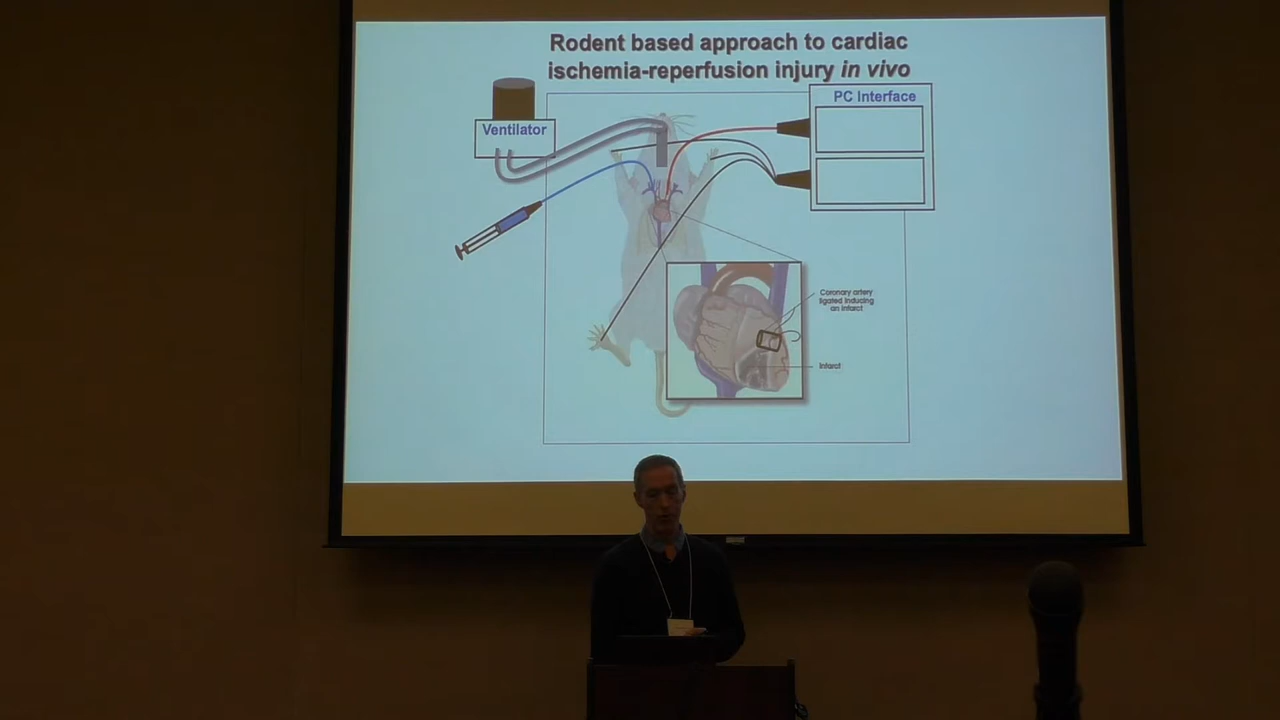 Rodent based approach to cardiac
ischemia-reperfusion injury in vivo
PC Interface
Ventilator
Coronary artery
ligated inducing
an infarct
Infarct